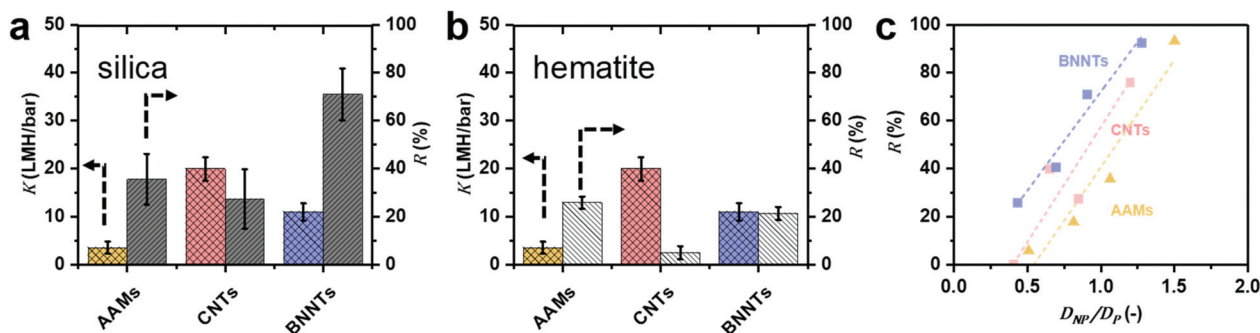 a
50
40
30
20
10
0
K (LMH/bar)
silica
100
80
60
40
20
0
R (%)
AAMs
CNTs
BNNTs
b
50
40
30
20
10
0
K (LMH/bar)
hematite
100
80
60
40
20
0
R (%)
AAMs
CNTs
BNNTs
c
100
80
60
40
20
0
R (%)
BNNTs
CNTs
AAMs
0.0 0.5 1.0 1.5 2.0
D_NP/D_P (-)